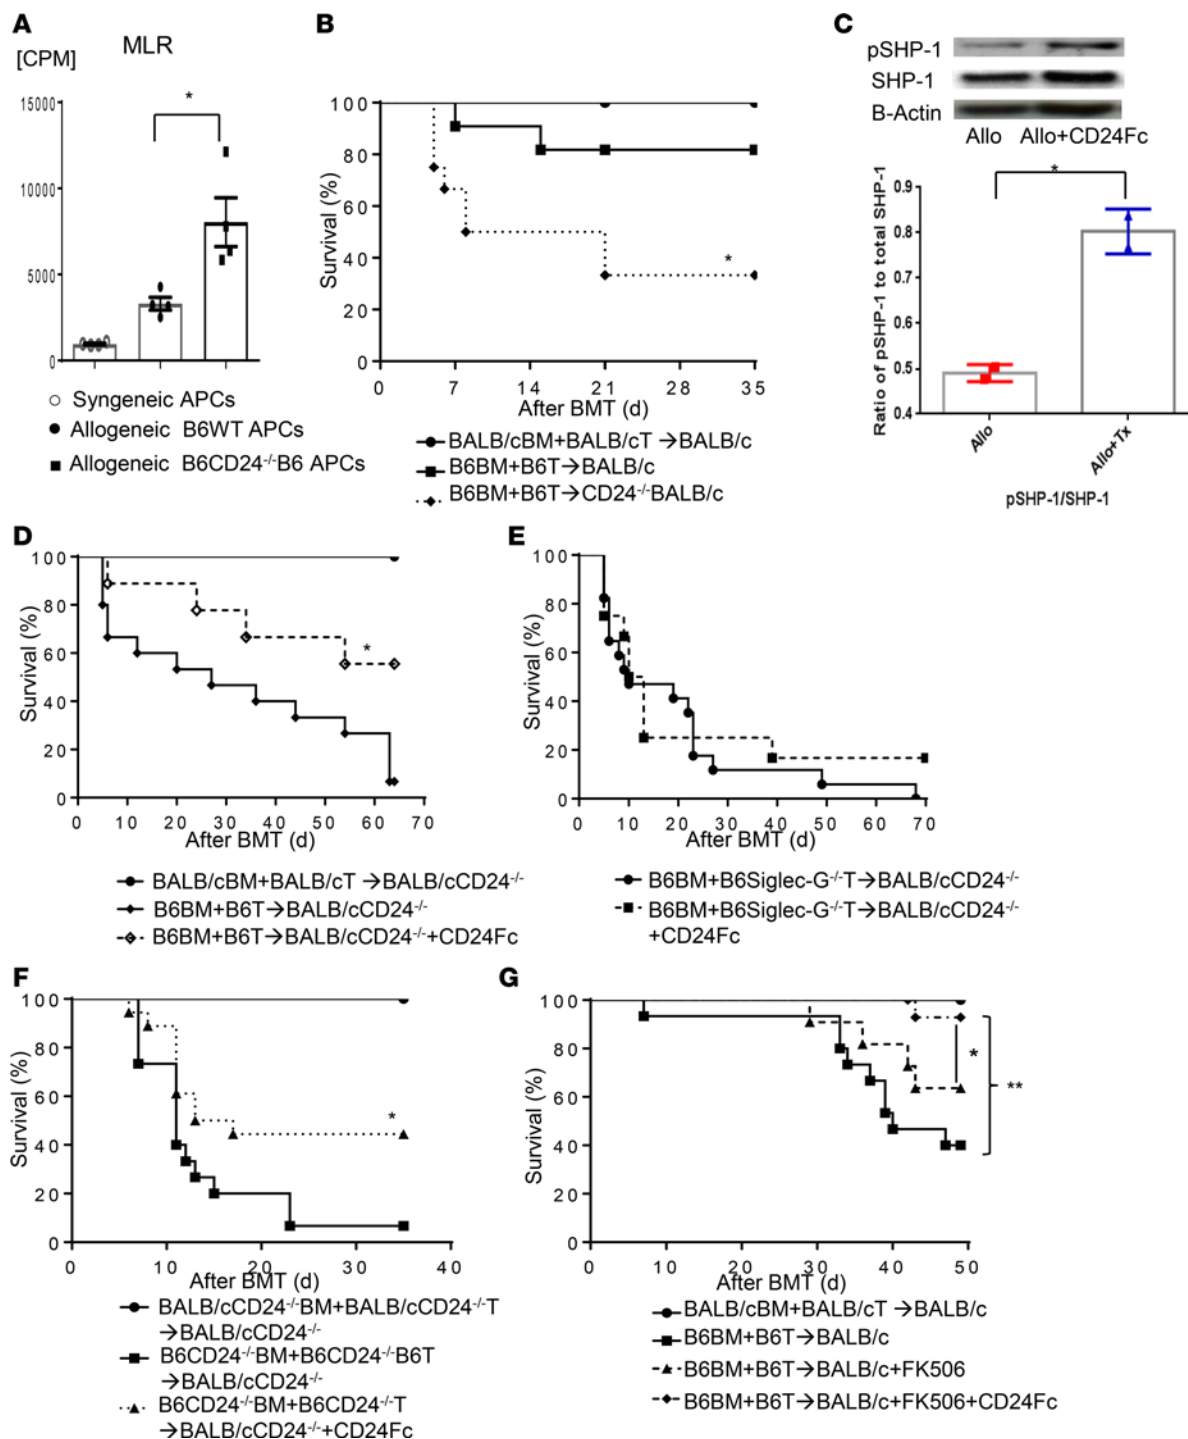 A
[CPM]
MLR
*
15000
10000
5000
0
Syngeneic APCs
Allogeneic B6WT APCs
Allogeneic B6CD24-/-B6 APCs
B
Survival (%)
100
80
60
40
20
0
*
0 7 14 21 28 35
After BMT (d)
BALB/cBM+BALB/cT →BALB/c
B6BM+B6T→BALB/c
B6BM+B6T→CD24-/-BALB/c
C
pSHP-1
SHP-1
B-Actin
Allo Allo+CD24Fc
Ratio of pSHP-1 to total SHP-1
*
0.9
0.8
0.5
0.4
Allo Allo+Tx
pSHP-1/SHP-1
D
Survival (%)
100
80
60
40
20
0
*
0 10 20 30 40 50 60 70
After BMT (d)
BALB/cBM+BALB/cT →BALB/cCD24-/-
B6BM+B6T→BALB/cCD24-/-
B6BM+B6T→BALB/cCD24-/-+CD24Fc
E
Survival (%)
100
80
60
40
20
0
0 10 20 30 40 50 60 70
After BMT (d)
B6BM+B6Siglec-G-/-T→BALB/cCD24-/-
B6BM+B6Siglec-G-/-T→BALB/cCD24-/-
+CD24Fc
F
Survival (%)
100
80
60
40
20
0
*
0 10 20 30 40
After BMT (d)
BALB/cCD24-/-BM+BALB/cCD24-/-T
→BALB/cCD24-/-
B6CD24-/-BM+B6CD24-/-B6T
→BALB/cCD24-/-
B6CD24-/-BM+B6CD24-/-T
→BALB/cCD24-/-+CD24Fc
G
Survival (%)
100
80
60
40
20
0
*
**
0 10 20 30 40 50
After BMT (d)
BALB/cBM+BALB/cT →BALB/c
B6BM+B6T→BALB/c
B6BM+B6T→BALB/c+FK506
B6BM+B6T→BALB/c+FK506+CD24Fc